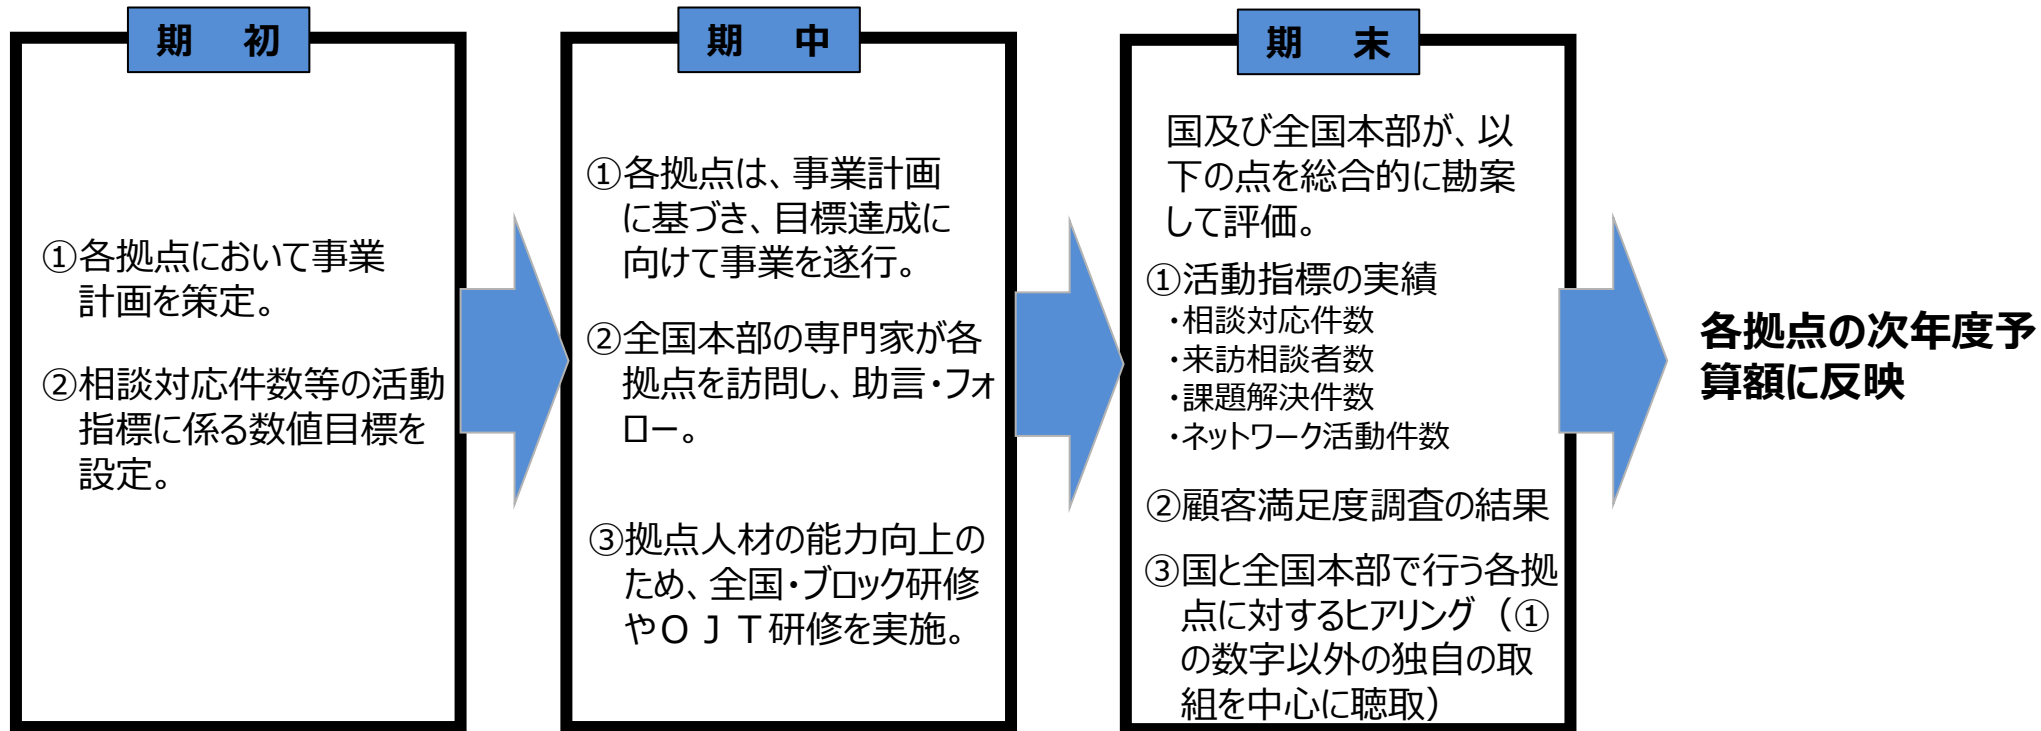 期 初
①各拠点において事業
計画を策定。
②相談対応件数等の活動
指標に係る数値目標を
設定。
期 中
①各拠点は、事業計画
に基づき、目標達成に
向けて事業を遂行。
②全国本部の専門家が各
拠点を訪問し、助言・フォ
ロー。
③拠点人材の能力向上の
ため、全国・ブロック研修
やＯＪＴ研修を実施。
期 末
国及び全国本部が、以
下の点を総合的に勘案
して評価。
①活動指標の実績
・相談対応件数
・来訪相談者数
・課題解決件数
・ネットワーク活動件数
②顧客満足度調査の結果
③国と全国本部で行う各拠
点に対するヒアリング（①
の数字以外の独自の取
組を中心に聴取）
各拠点の次年度予
算額に反映